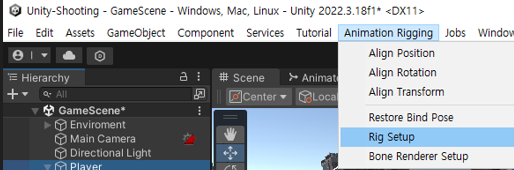 Unity-Shooting - GameScene - Windows, Mac, Linux - Unity 2022.3.18f1* <DX11>
File Edit Assets GameObject Component Services Tutorial Animation Rigging Jobs Window
Align Position
Align Rotation
Align Transform
Restore Bind Pose
Rig Setup
Bone Renderer Setup
Hierarchy
All
GameScene*
Enviroment
Main Camera
Directional Light
Player
Scene
Center